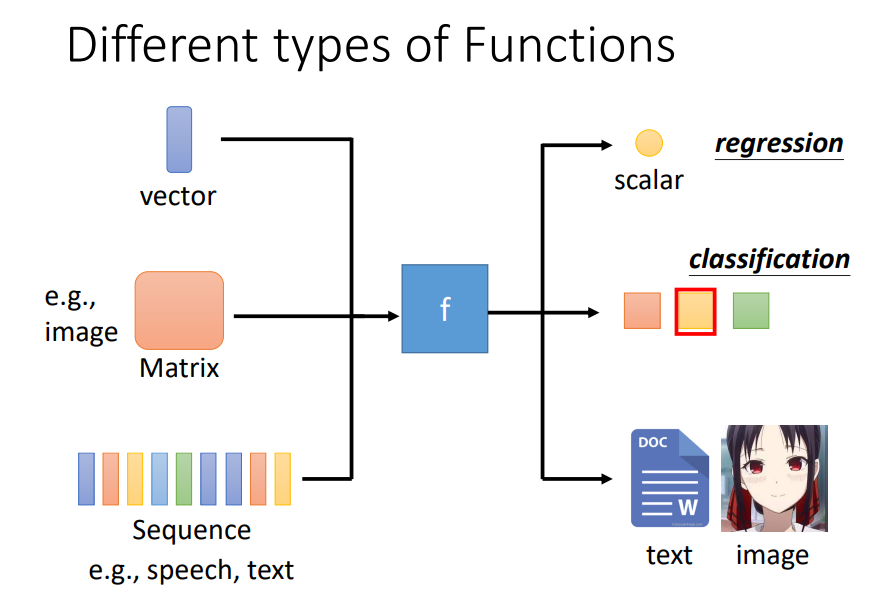 Different types of Functions
vector
e.g.,
image
Matrix
Sequence
e.g., speech, text
f
scalar
regression
classification
DOC
W
text
image